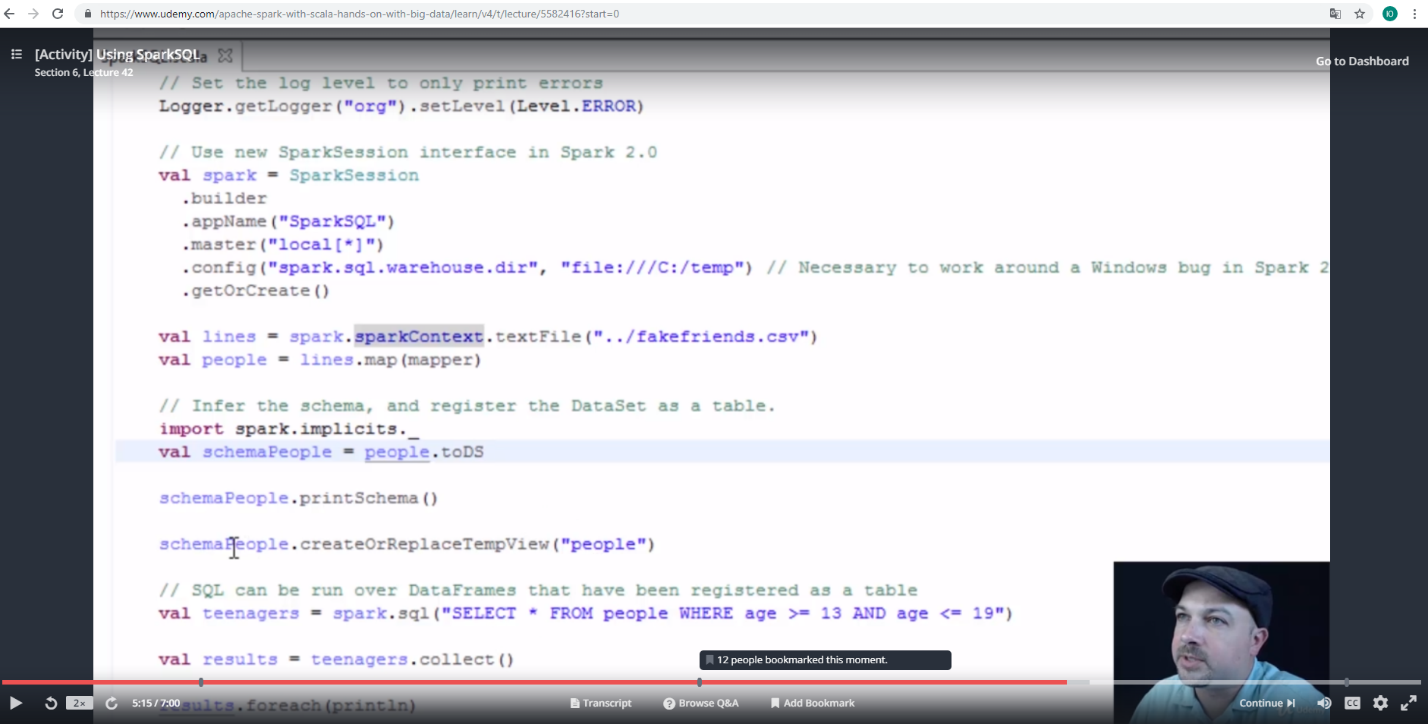 https://www.udemy.com/apache-spark-with-scala-hands-on-with-big-data/learn/v4/t/lecture/5582416?start=0
[Activity] Using SparkSQL
Section 6, Lecture 42
Go to Dashboard
// Set the log level to only print errors
Logger.getLogger("org").setLevel(Level.ERROR)
// Use new SparkSession interface in Spark 2.0
val spark = SparkSession
.builder
.appName("SparkSQL")
.master("local[*]")
.config("spark.sql.warehouse.dir", "file:///C:/temp") // Necessary to work around a Windows bug in Spark 2
.getOrCreate()
val lines = spark.sparkContext.textFile("../fakefriends.csv")
val people = lines.map(mapper)
// Infer the schema, and register the DataSet as a table.
import spark.implicits._
val schemaPeople = people.toDS
schemaPeople.printSchema()
schemaPeople.createOrReplaceTempView("people")
// SQL can be run over DataFrames that have been registered as a table
val teenagers = spark.sql("SELECT * FROM people WHERE age >= 13 AND age <= 19")
val results = teenagers.collect()
12 people bookmarked this moment.
results.foreach(println)
2×
5:15 / 7:00
Transcript
Browse Q&A
Add Bookmark
Continue
CC